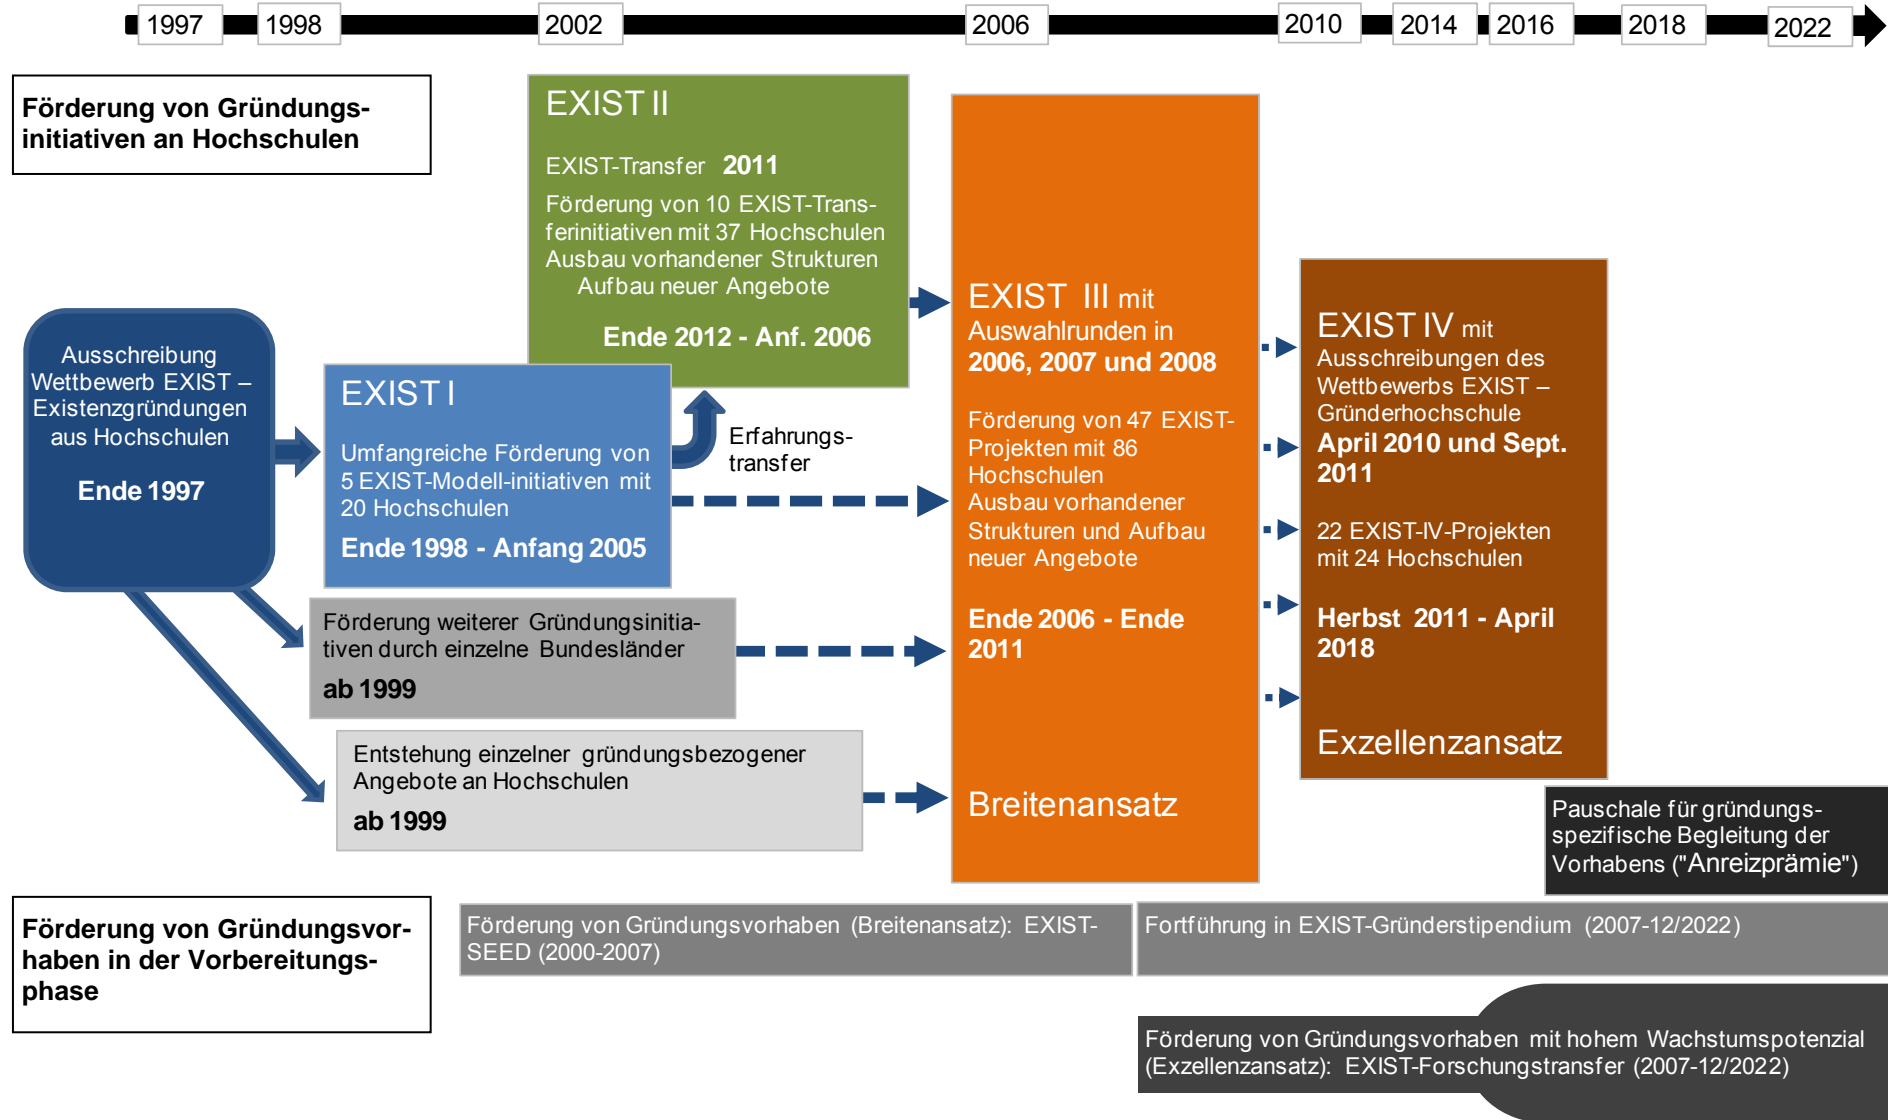 1997
1998
2002
2006
2010
2014
2016
2018
2022
Förderung von Gründungs-
initiativen an Hochschulen
EXIST II
EXIST-Transfer 2011
Förderung von 10 EXIST-Trans-
ferinitiativen mit 37 Hochschulen
Ausbau vorhandener Strukturen
Aufbau neuer Angebote
Ende 2012 - Anf. 2006
Ausschreibung
Wettbewerb EXIST –
Existenzgründungen
aus Hochschulen
Ende 1997
EXIST I
Umfangreiche Förderung von
5 EXIST-Modell-initiativen mit
20 Hochschulen
Ende 1998 - Anfang 2005
Erfahrungs-
transfer
Förderung weiterer Gründungsinitia-
tiven durch einzelne Bundesländer
ab 1999
Entstehung einzelner gründungsbezogener
Angebote an Hochschulen
ab 1999
EXIST III mit
Auswahlrunden in
2006, 2007 und 2008
Förderung von 47 EXIST-
Projekten mit 86
Hochschulen
Ausbau vorhandener
Strukturen und Aufbau
neuer Angebote
Ende 2006 - Ende
2011
Breitenansatz
EXIST IV mit
Ausschreibungen des
Wettbewerbs EXIST –
Gründerhochschule
April 2010 und Sept.
2011
22 EXIST-IV-Projekten
mit 24 Hochschulen
Herbst 2011 - April
2018
Exzellenzansatz
Pauschale für gründungs-
spezifische Begleitung der
Vorhabens ("Anreizprämie")
Förderung von Gründungsvor-
haben in der Vorbereitungs-
phase
Förderung von Gründungsvorhaben (Breitenansatz): EXIST-
SEED (2000-2007)
Fortführung in EXIST-Gründerstipendium (2007-12/2022)
Förderung von Gründungsvorhaben mit hohem Wachstumspotenzial
(Exzellenzansatz): EXIST-Forschungstransfer (2007-12/2022)